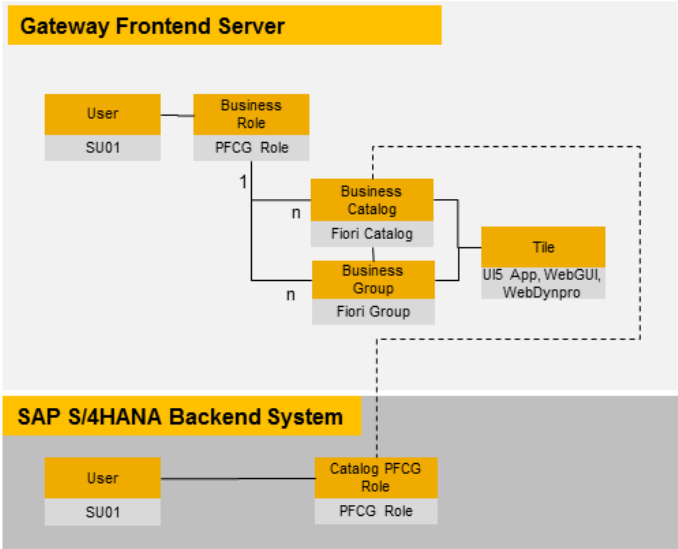 Gateway Frontend Server
User
SU01
Business
Role
PFCG Role
1
n
Business
Catalog
Fiori Catalog
n
Business
Group
Fiori Group
Tile
UI5 App, WebGUI,
WebDynpro
SAP S/4HANA Backend System
User
SU01
Catalog PFCG
Role
PFCG Role